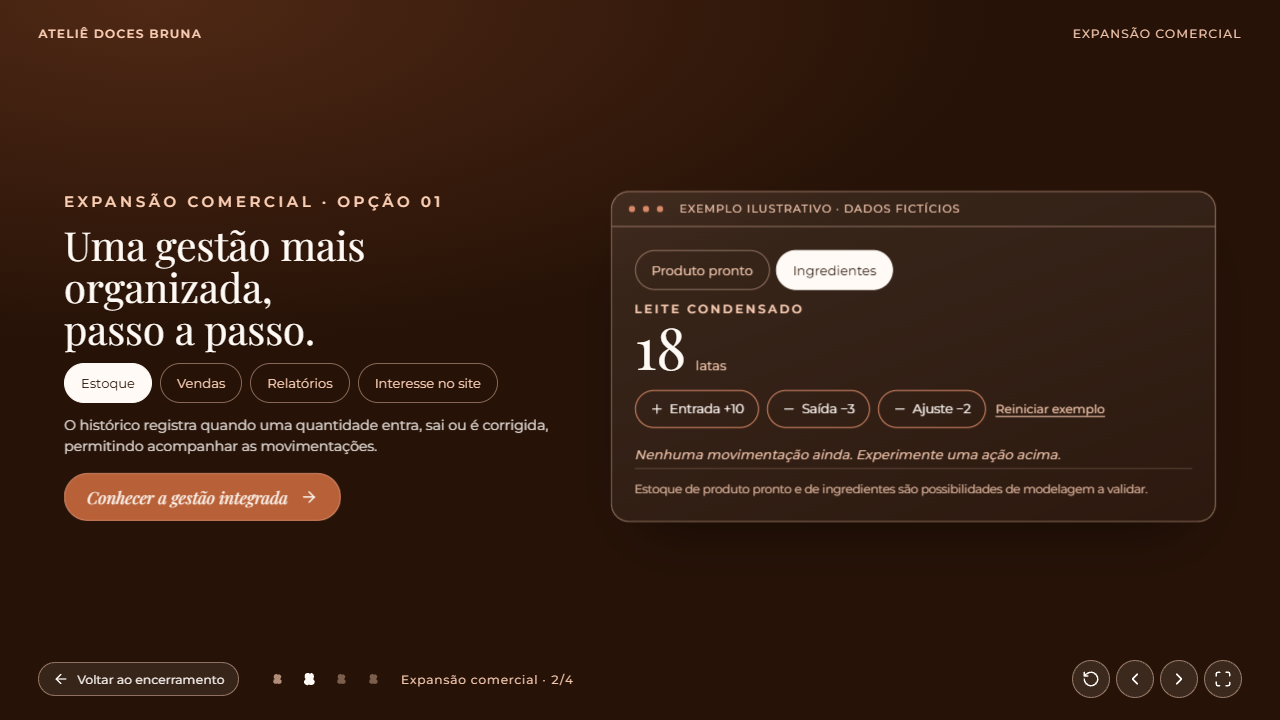 ATELIÊ DOCES BRUNA
EXPANSÃO COMERCIAL
EXPANSÃO COMERCIAL · OPÇÃO 01
Uma gestão mais
organizada,
passo a passo.
Estoque
Vendas
Relatórios
Interesse no site
O histórico registra quando uma quantidade entra, sai ou é corrigida,
permitindo acompanhar as movimentações.
Conhecer a gestão integrada →
EXEMPLO ILUSTRATIVO · DADOS FICTÍCIOS
Produto pronto
Ingredientes
LEITE CONDENSADO
18 latas
+ Entrada +10
− Saída −3
− Ajuste −2
Reiniciar exemplo
Nenhuma movimentação ainda. Experimente uma ação acima.
Estoque de produto pronto e de ingredientes são possibilidades de modelagem a validar.
← Voltar ao encerramento
Expansão comercial · 2/4